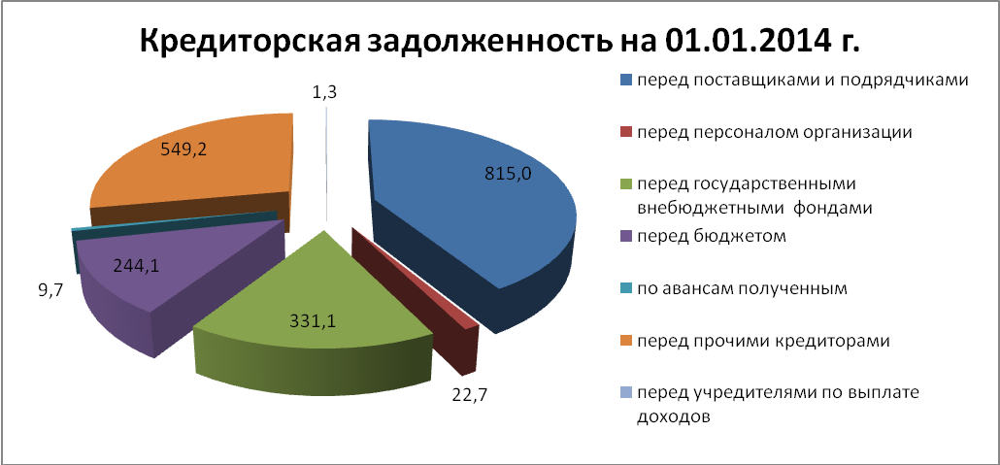 Кредиторская задолженность на 01.01.2014 г.
1,3
549,2
815,0
244,1
9,7
331,1
22,7
перед поставщиками и подрядчиками
перед персоналом организации
перед государственными
внебюджетными фондами
перед бюджетом
по авансам полученным
перед прочими кредиторами
перед учредителями по выплате
доходов